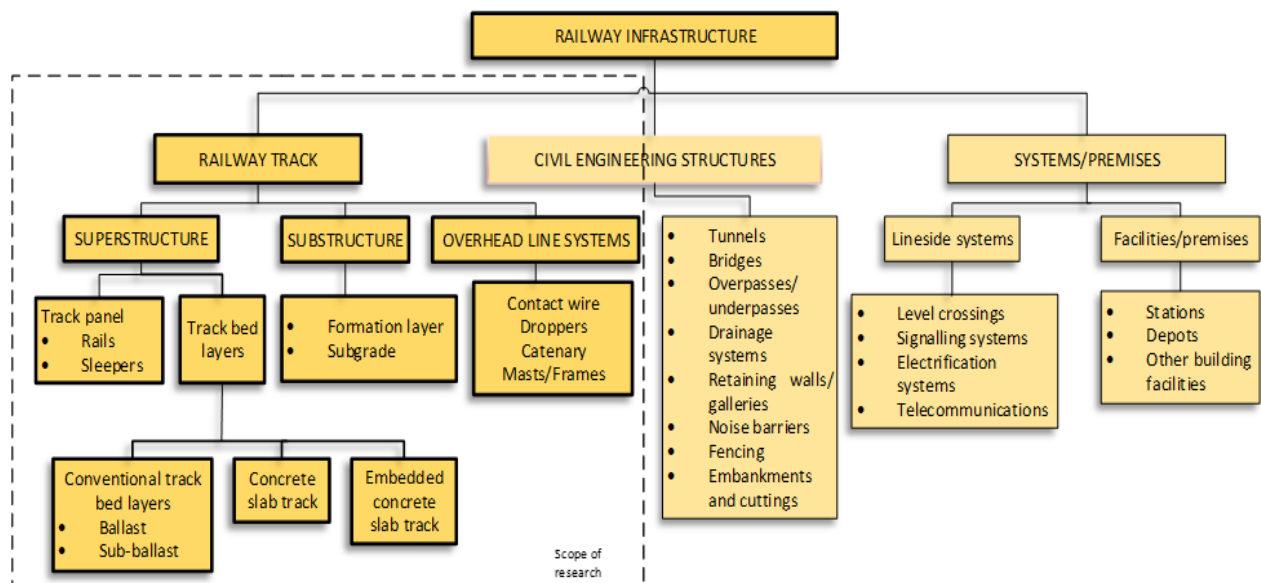 RAILWAY INFRASTRUCTURE
RAILWAY TRACK
CIVIL ENGINEERING STRUCTURES
SYSTEMS/PREMISES
SUPERSTRUCTURE
SUBSTRUCTURE
OVERHEAD LINE SYSTEMS
Lineside systems
Facilities/premises
Track panel
• Rails
• Sleepers
Track bed
layers
• Formation layer
• Subgrade
Contact wire
Droppers
Catenary
Masts/Frames
• Tunnels
• Bridges
• Overpasses/
underpasses
• Drainage
systems
• Retaining walls/
galleries
• Noise barriers
• Fencing
• Embankments
and cuttings
• Level crossings
• Signalling systems
• Electrification
systems
• Telecommunications
• Stations
• Depots
• Other building
facilities
Conventional track
bed layers
• Ballast
• Sub-ballast
Concrete
slab track
Embedded
concrete
slab track
Scope of
research